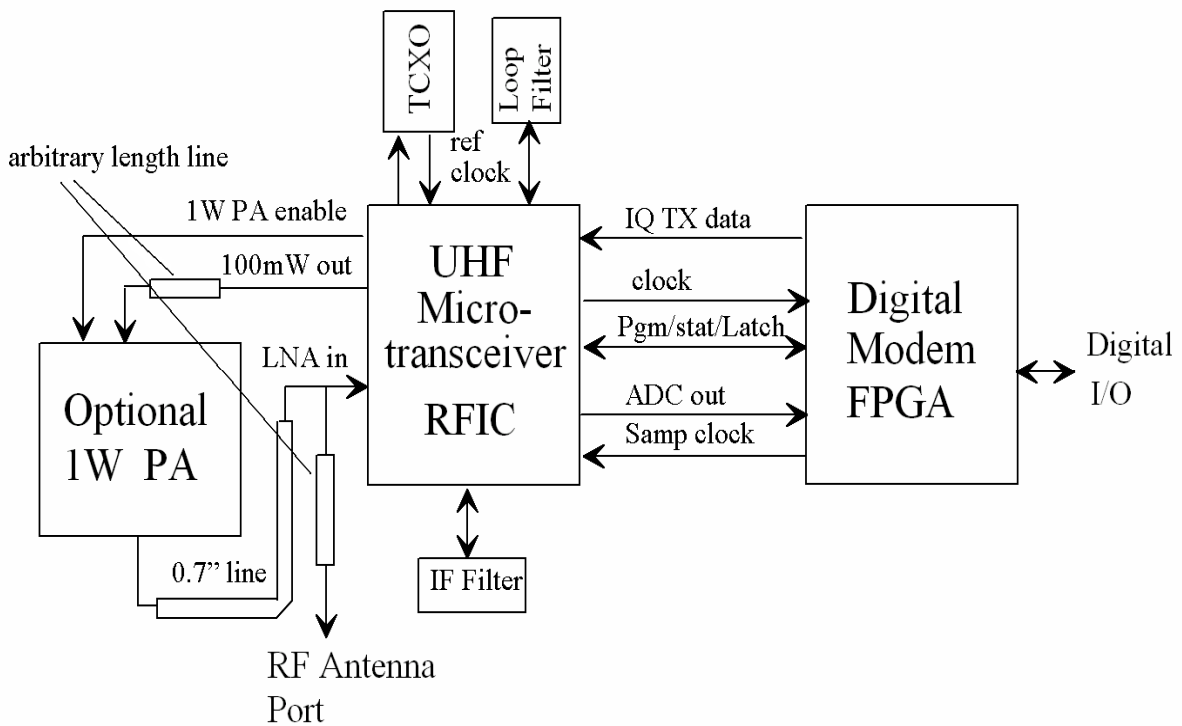 TCXO
Loop
Filter
arbitrary length line
ref
clock
1W PA enable
100mW out
UHF
Micro-
transceiver
RFIC
IQ TX data
clock
Pgm/stat/Latch
ADC out
Samp clock
Digital
Modem
FPGA
Digital
I/O
LNA in
Optional
1W PA
0.7” line
IF Filter
RF Antenna
Port